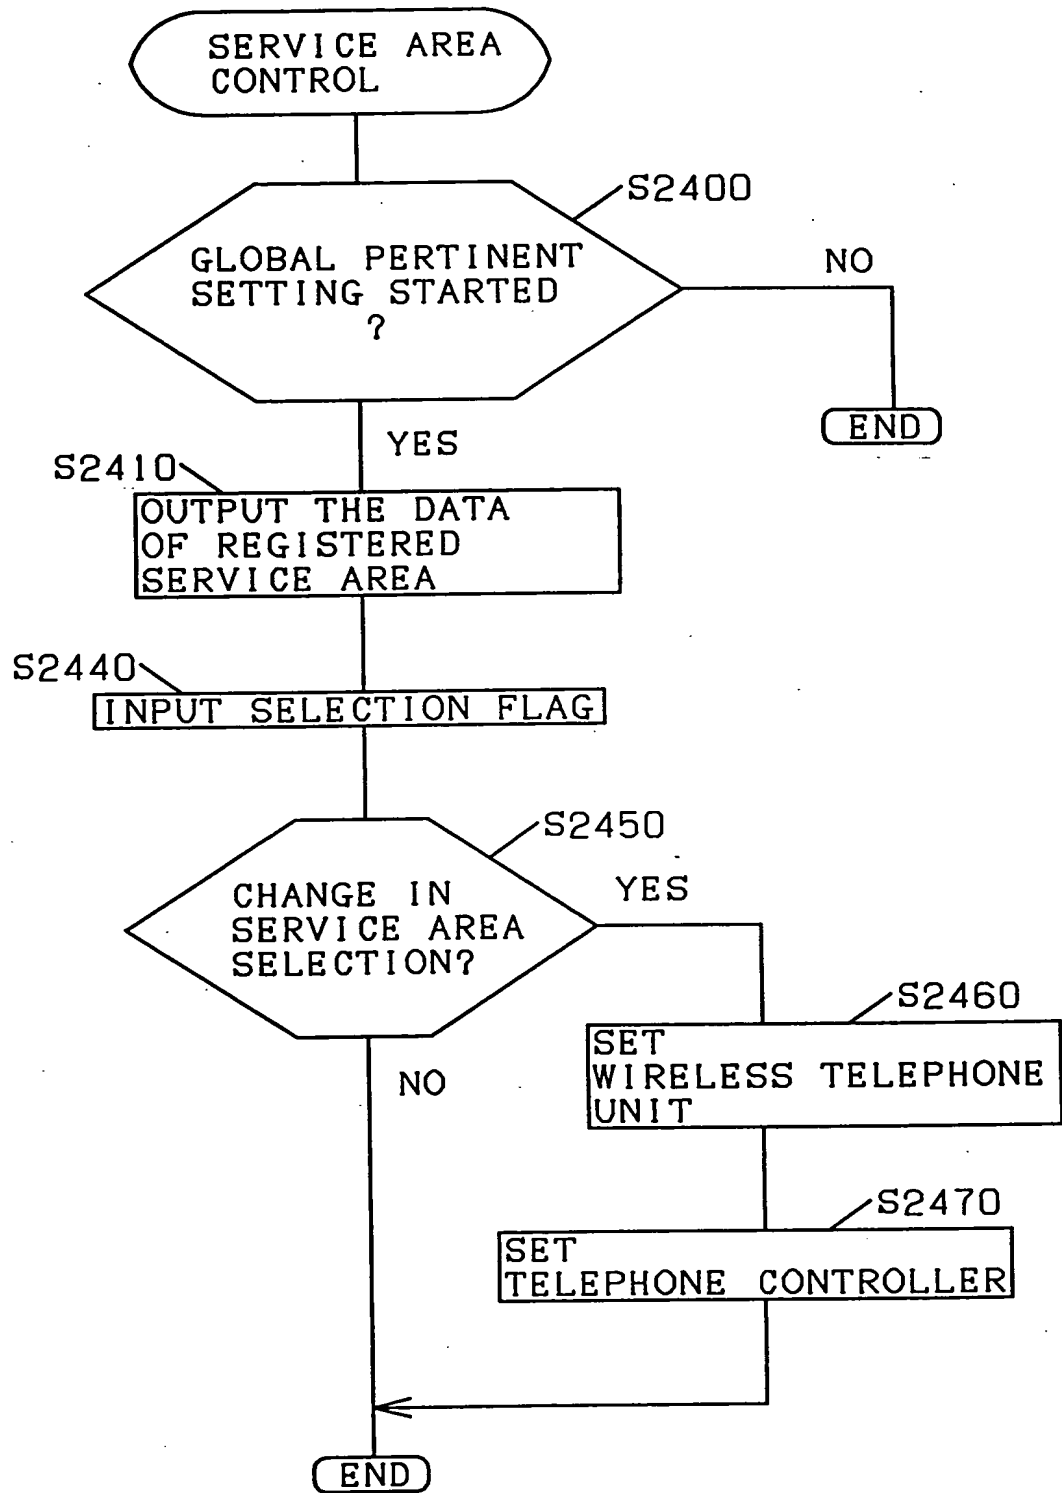 SERVICE AREA
CONTROL
S2400
GLOBAL PERTINENT
SETTING STARTED
?
NO
END
YES
S2410
OUTPUT THE DATA
OF REGISTERED
SERVICE AREA
S2440
INPUT SELECTION FLAG
S2450
CHANGE IN
SERVICE AREA
SELECTION?
YES
S2460
SET
WIRELESS TELEPHONE
UNIT
NO
S2470
SET
TELEPHONE CONTROLLER
END